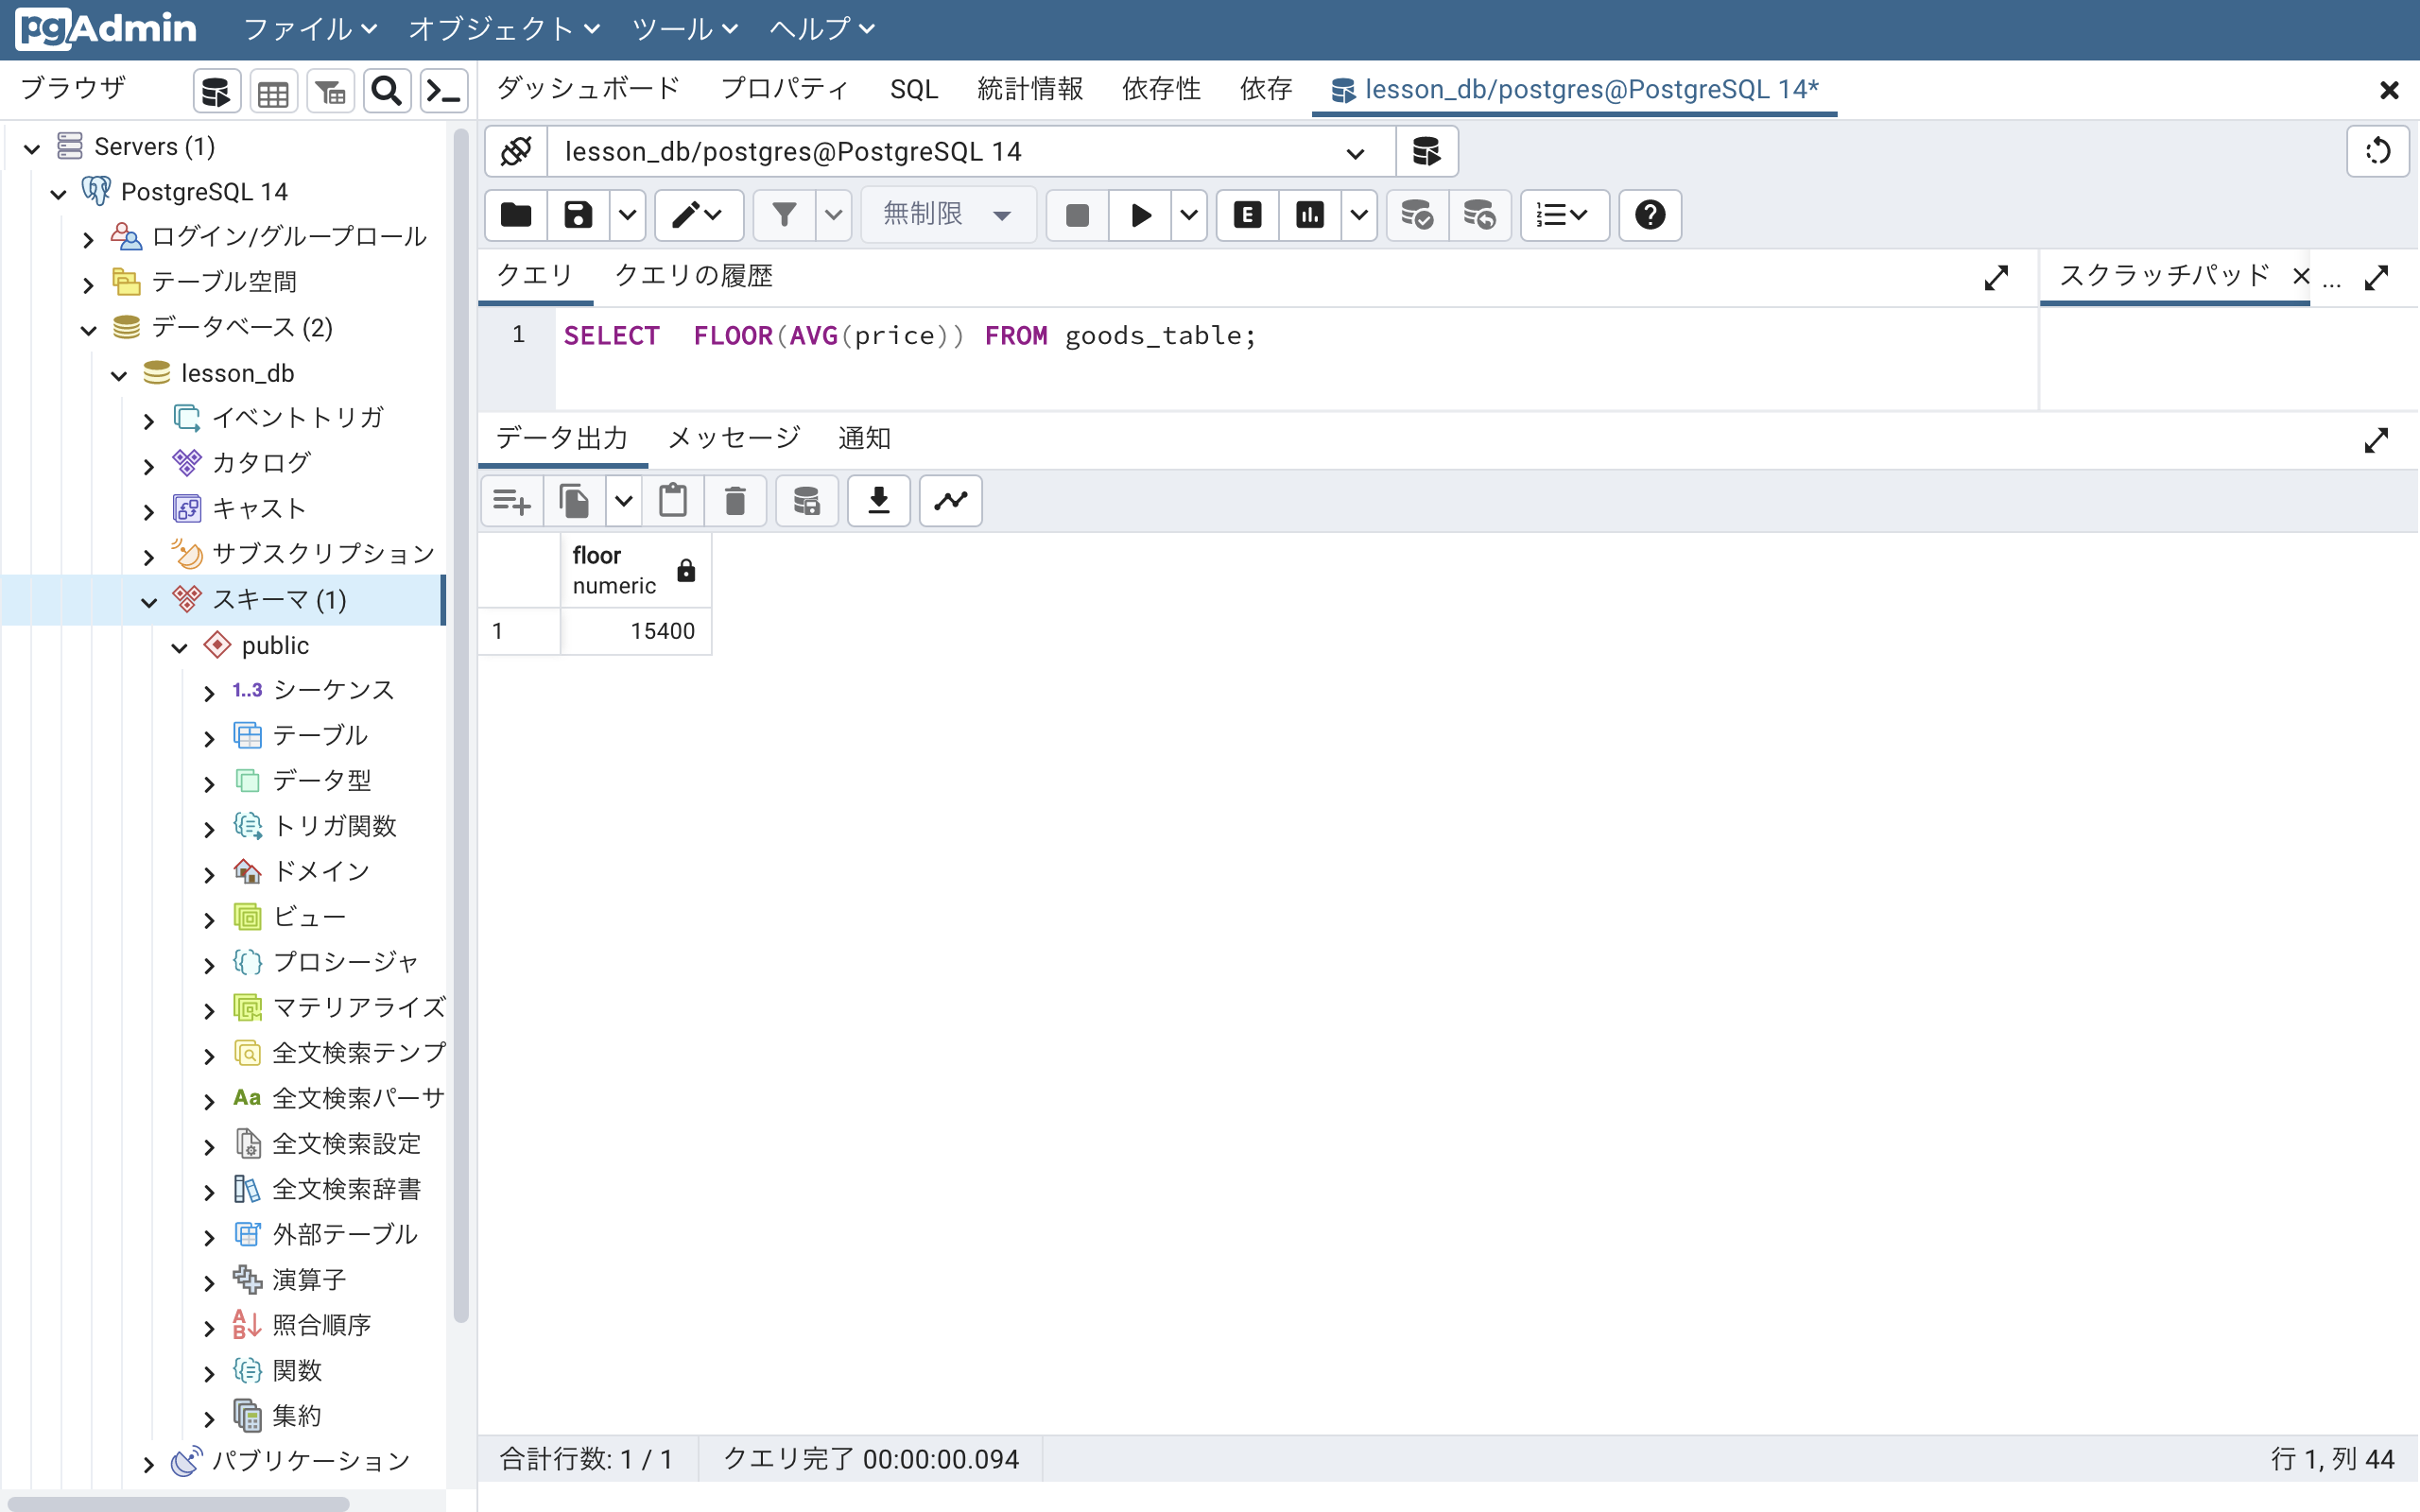 pgAdmin ファイル オブジェクト ツール ヘルプ
ブラウザ
ダッシュボード プロパティ SQL 統計情報 依存性 依存 lesson_db/postgres@PostgreSQL 14*
Servers (1)
PostgreSQL 14
ログイン/グループロール
テーブル空間
データベース (2)
lesson_db
イベントトリガ
カタログ
キャスト
サブスクリプション
スキーマ (1)
public
1..3 シーケンス
テーブル
データ型
トリガ関数
ドメイン
ビュー
プロシージャ
マテリアライズ
全文検索テンプ
Aa 全文検索パーサ
全文検索設定
全文検索辞書
外部テーブル
演算子
照合順序
関数
集約
パブリケーション
lesson_db/postgres@PostgreSQL 14
無制限
E
クエリ クエリの履歴
スクラッチパッド ...
1 SELECT  FLOOR(AVG(price)) FROM goods_table;
データ出力 メッセージ 通知
floor
numeric
1 15400
合計行数: 1 / 1 クエリ完了 00:00:00.094 行 1, 列 44